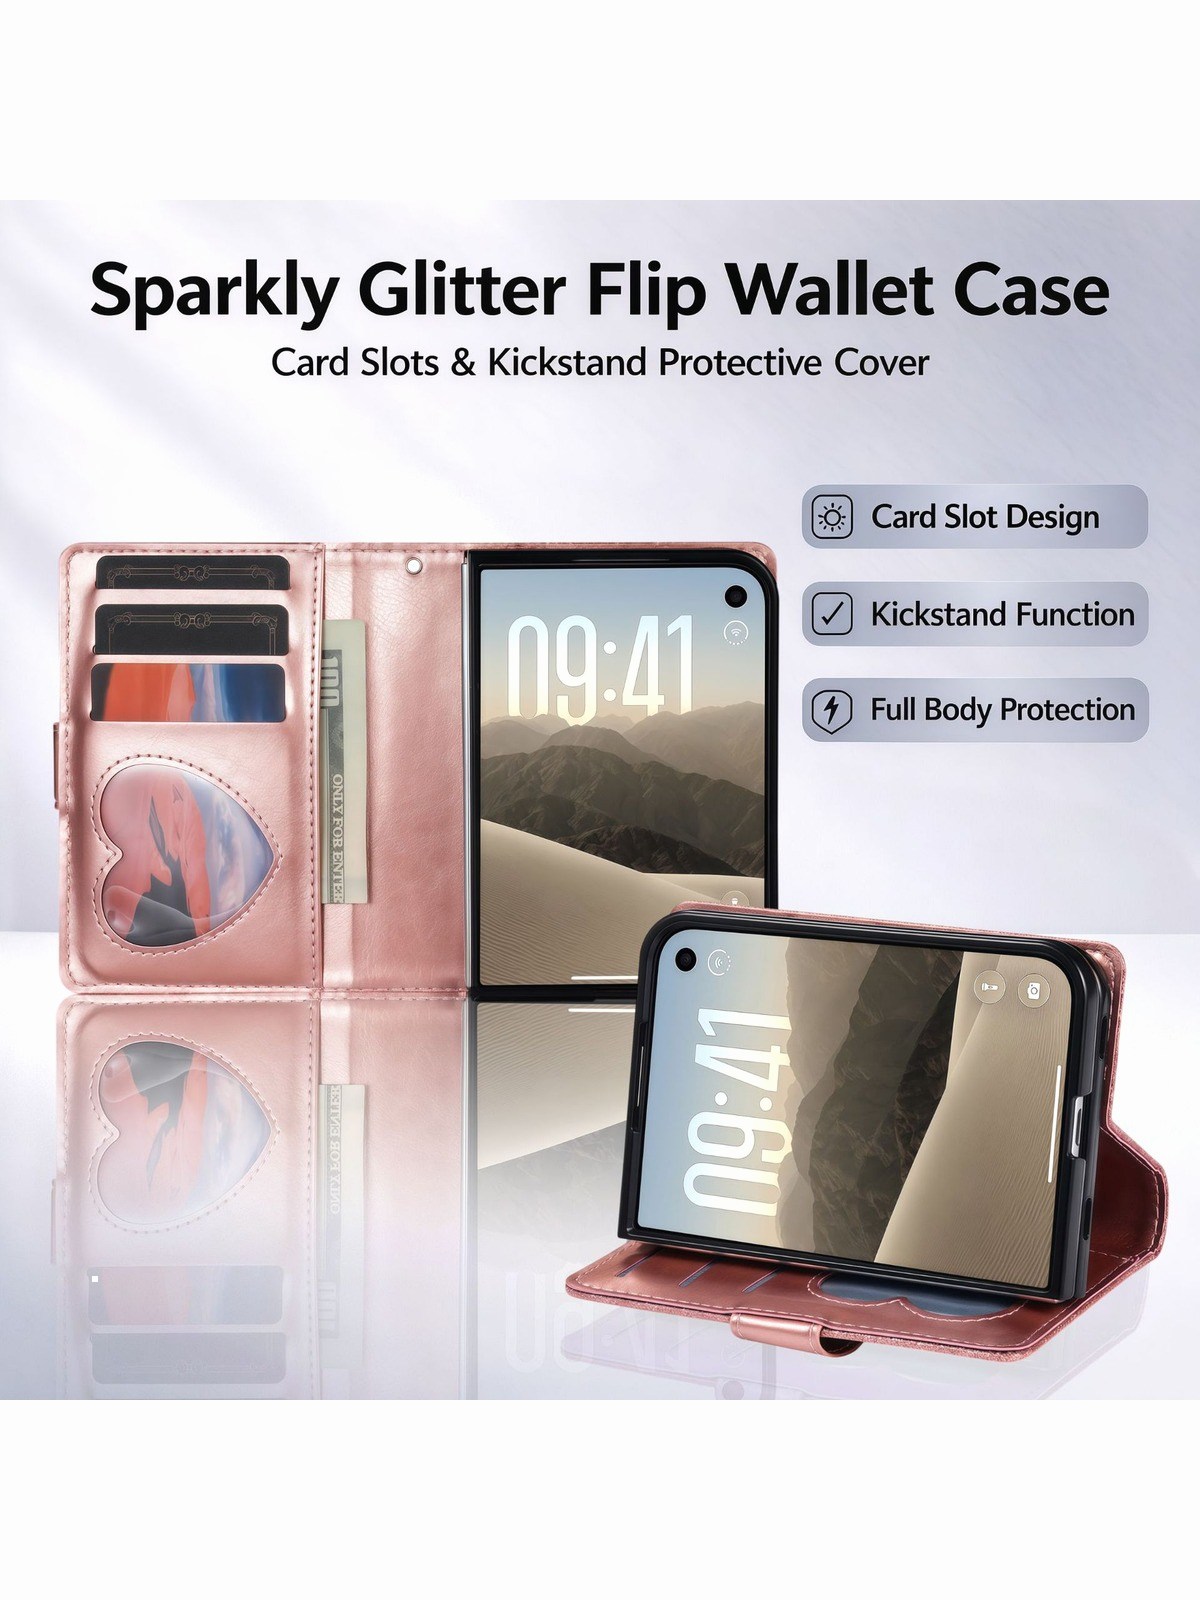 Sparkly Glitter Flip Wallet Case
Card Slots & Kickstand Protective Cover
Card Slot Design
Kickstand Function
Full Body Protection
09:41
100
ONLY FOR ENTER
09:41